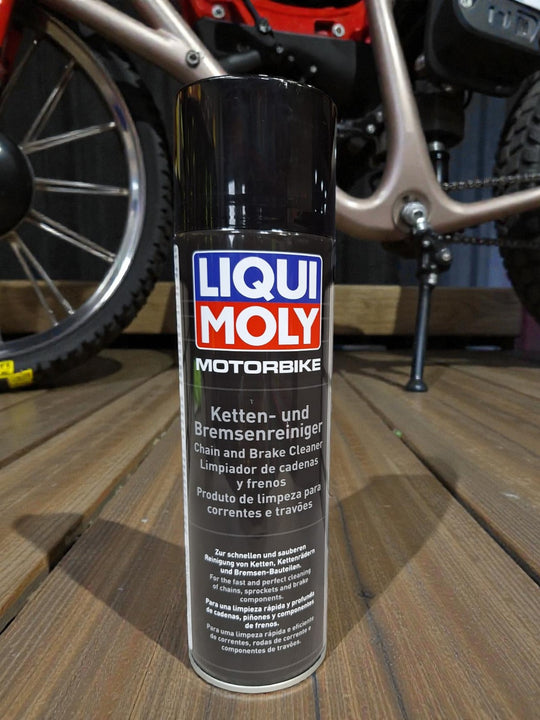 LIQUI
MOLY
MOTORBIKE
Ketten- und
Bremsenreiniger
Chain and Brake Cleaner
Limpiador de cadenas
y frenos
Produto de limpeza para
correntes e travões
Zur schnellen und sauberen
Reinigung von Ketten, Kettenrädern
und Bremsen-Bauteilen.
For the fast and perfect cleaning
of chains, sprockets and brake
components.
Para una limpieza rápida y profunda
de cadenas, piñones y componentes
de frenos.
Para uma limpeza rápida e eficiente
de correntes, rodas de corrente e
componentes de travões.